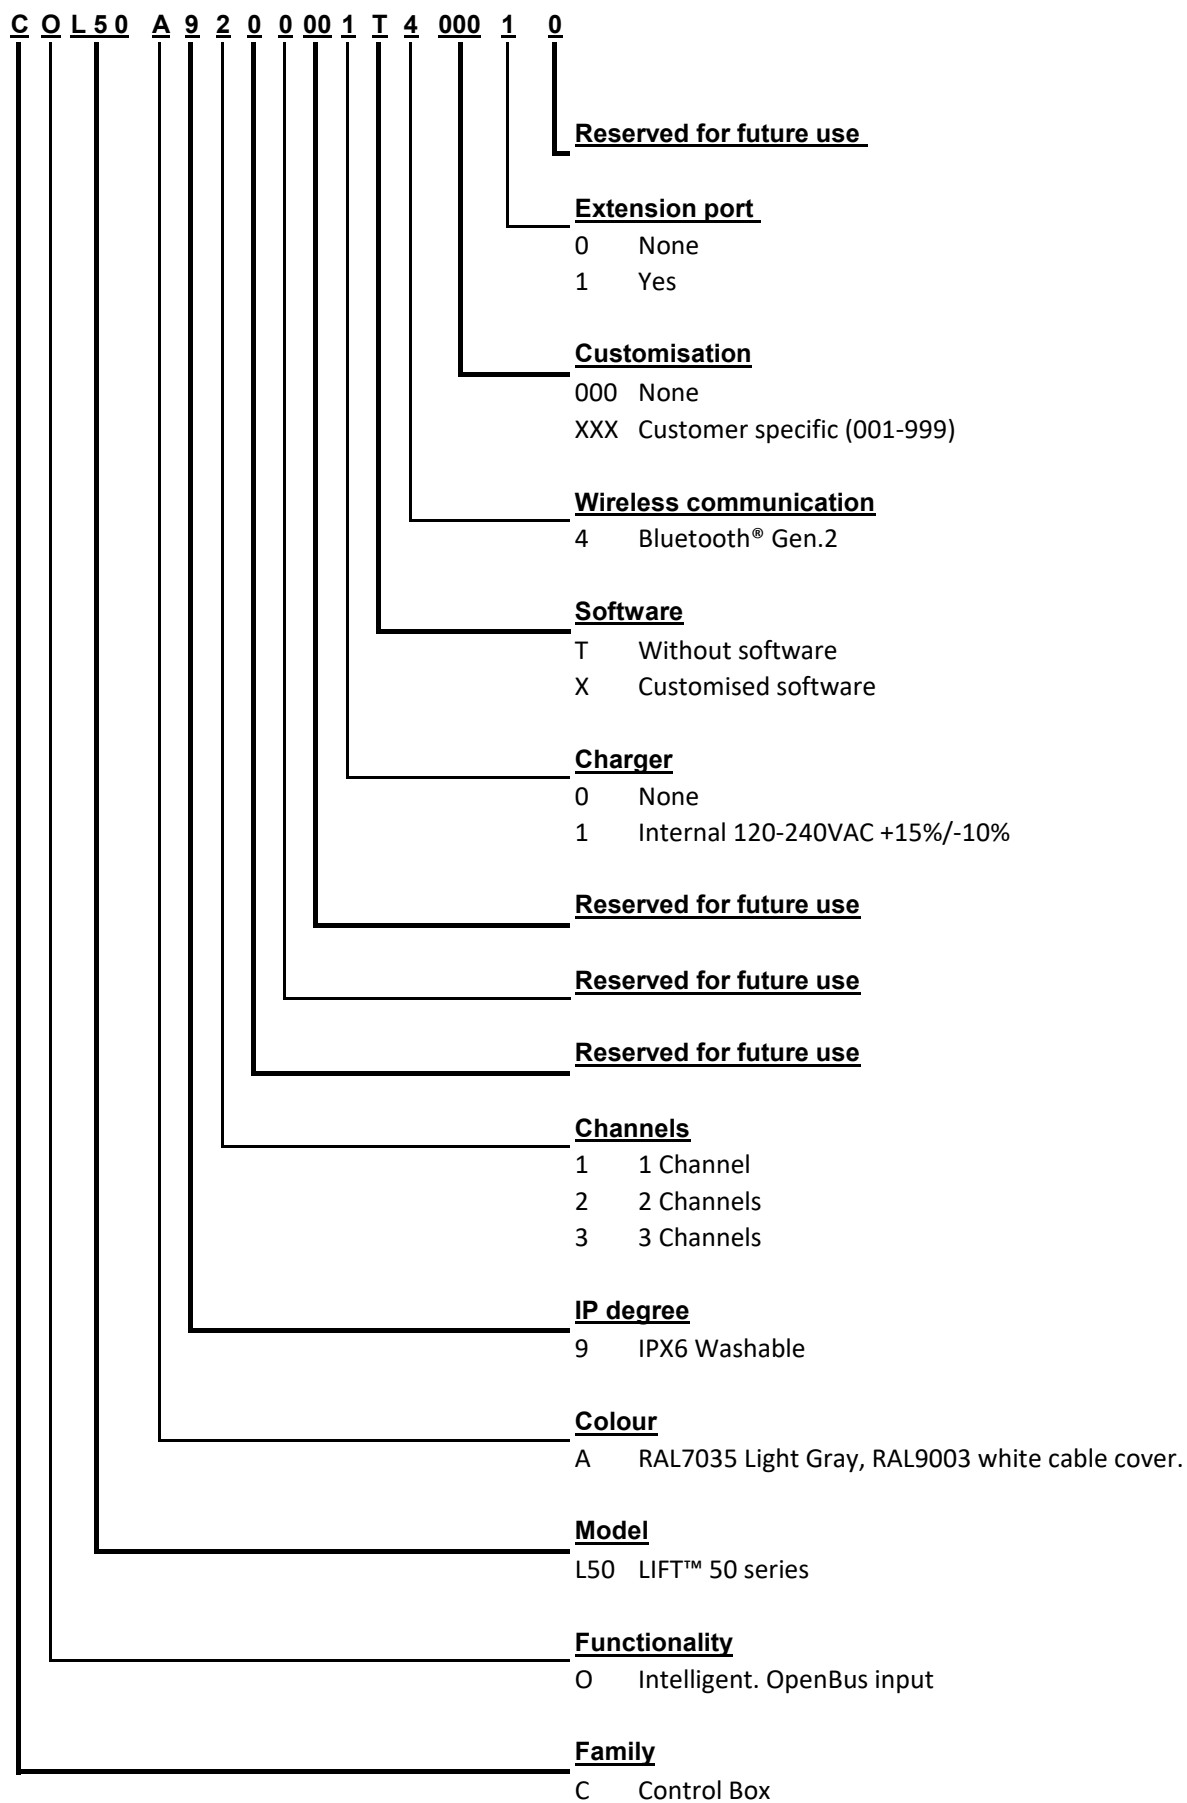 C O L 5 0 A 9 2 0 0 00 1 T 4 000 1 0
Reserved for future use
Extension port
0 None
1 Yes
Customisation
000 None
XXX Customer specific (001-999)
Wireless communication
4 Bluetooth® Gen.2
Software
T Without software
X Customised software
Charger
0 None
1 Internal 120-240VAC +15%/-10%
Reserved for future use
Reserved for future use
Reserved for future use
Channels
1 1 Channel
2 2 Channels
3 3 Channels
IP degree
9 IPX6 Washable
Colour
A RAL7035 Light Gray, RAL9003 white cable cover.
Model
L50 LIFT™ 50 series
Functionality
O Intelligent. OpenBus input
Family
C Control Box